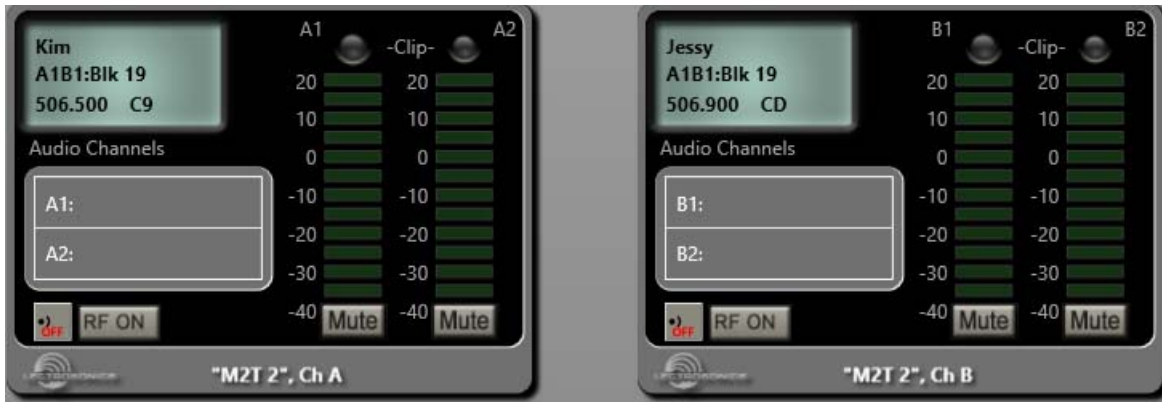 Kim
A1B1:Blk 19
506.500 C9
A1
-Clip-
A2
20 20
10 10
0 0
-10 -10
-20 -20
-30 -30
-40 -40
Audio Channels
A1:
A2:
OFF
RF ON
Mute
Mute
LECTROSONICS
"M2T 2", Ch A
Jessy
A1B1:Blk 19
506.900 CD
B1
-Clip-
B2
20 20
10 10
0 0
-10 -10
-20 -20
-30 -30
-40 -40
Audio Channels
B1:
B2:
OFF
RF ON
Mute
Mute
LECTROSONICS
"M2T 2", Ch B